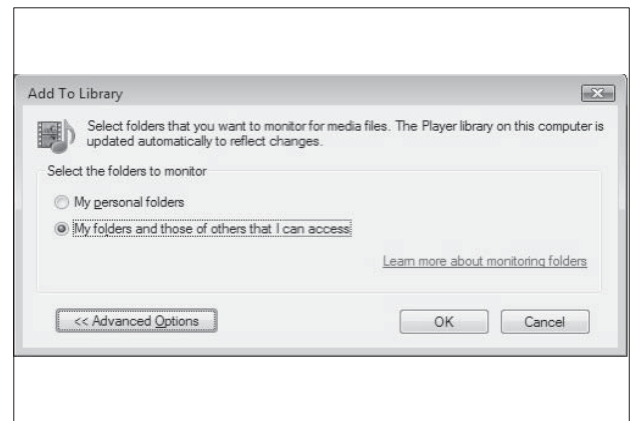 Add To Library
Select folders that you want to monitor for media files. The Player library on this computer is
updated automatically to reflect changes.
Select the folders to monitor
My personal folders
My folders and those of others that I can access
Learn more about monitoring folders
<< Advanced Options
OK
Cancel